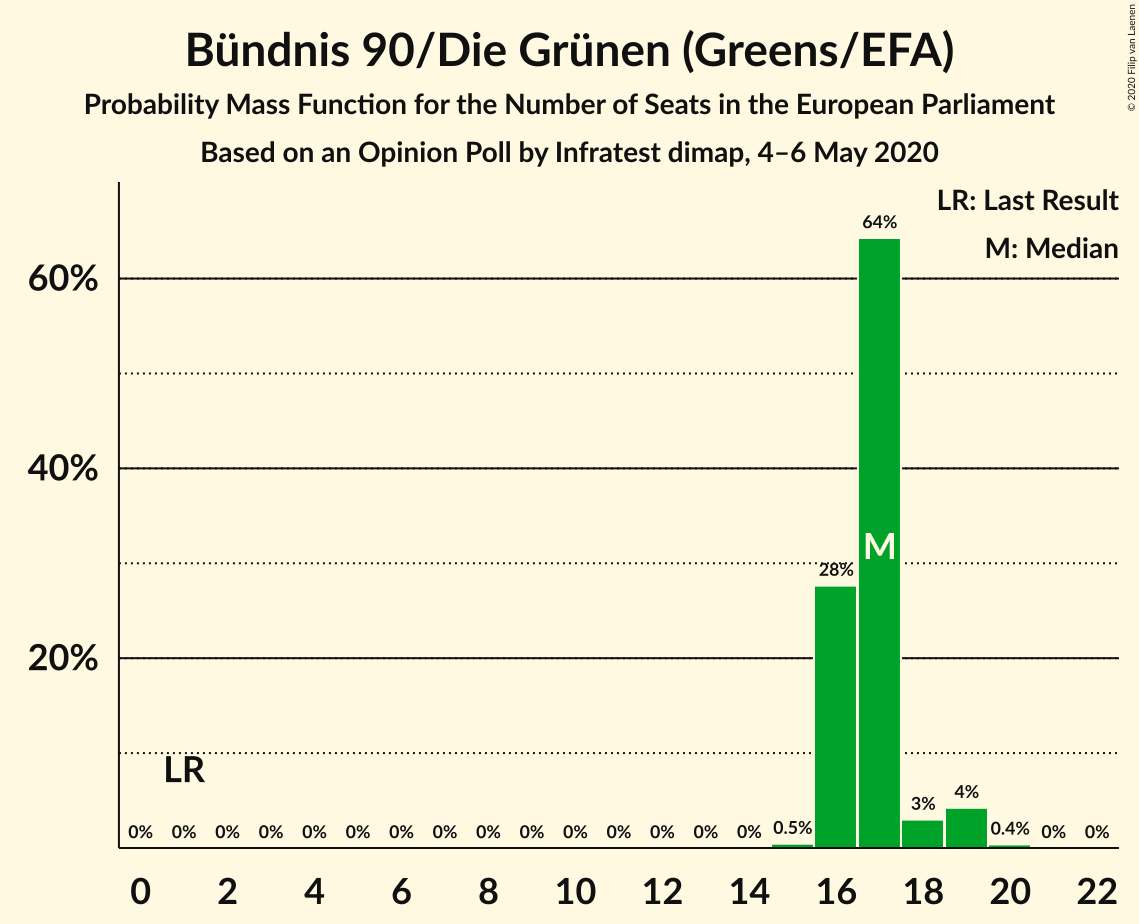 Bündnis 90/Die Grünen (Greens/EFA)
Probability Mass Function for the Number of Seats in the European Parliament
Based on an Opinion Poll by Infratest dimap, 4–6 May 2020
© 2020 Filip van Laenen
LR: Last Result
M: Median
64%
60%
40%
M
28%
20%
LR
4%
3%
0% 0% 0% 0% 0% 0% 0% 0% 0% 0% 0% 0% 0% 0% 0% 0.5% 0.4% 0% 0%
0 2 4 6 8 10 12 14 16 18 20 22